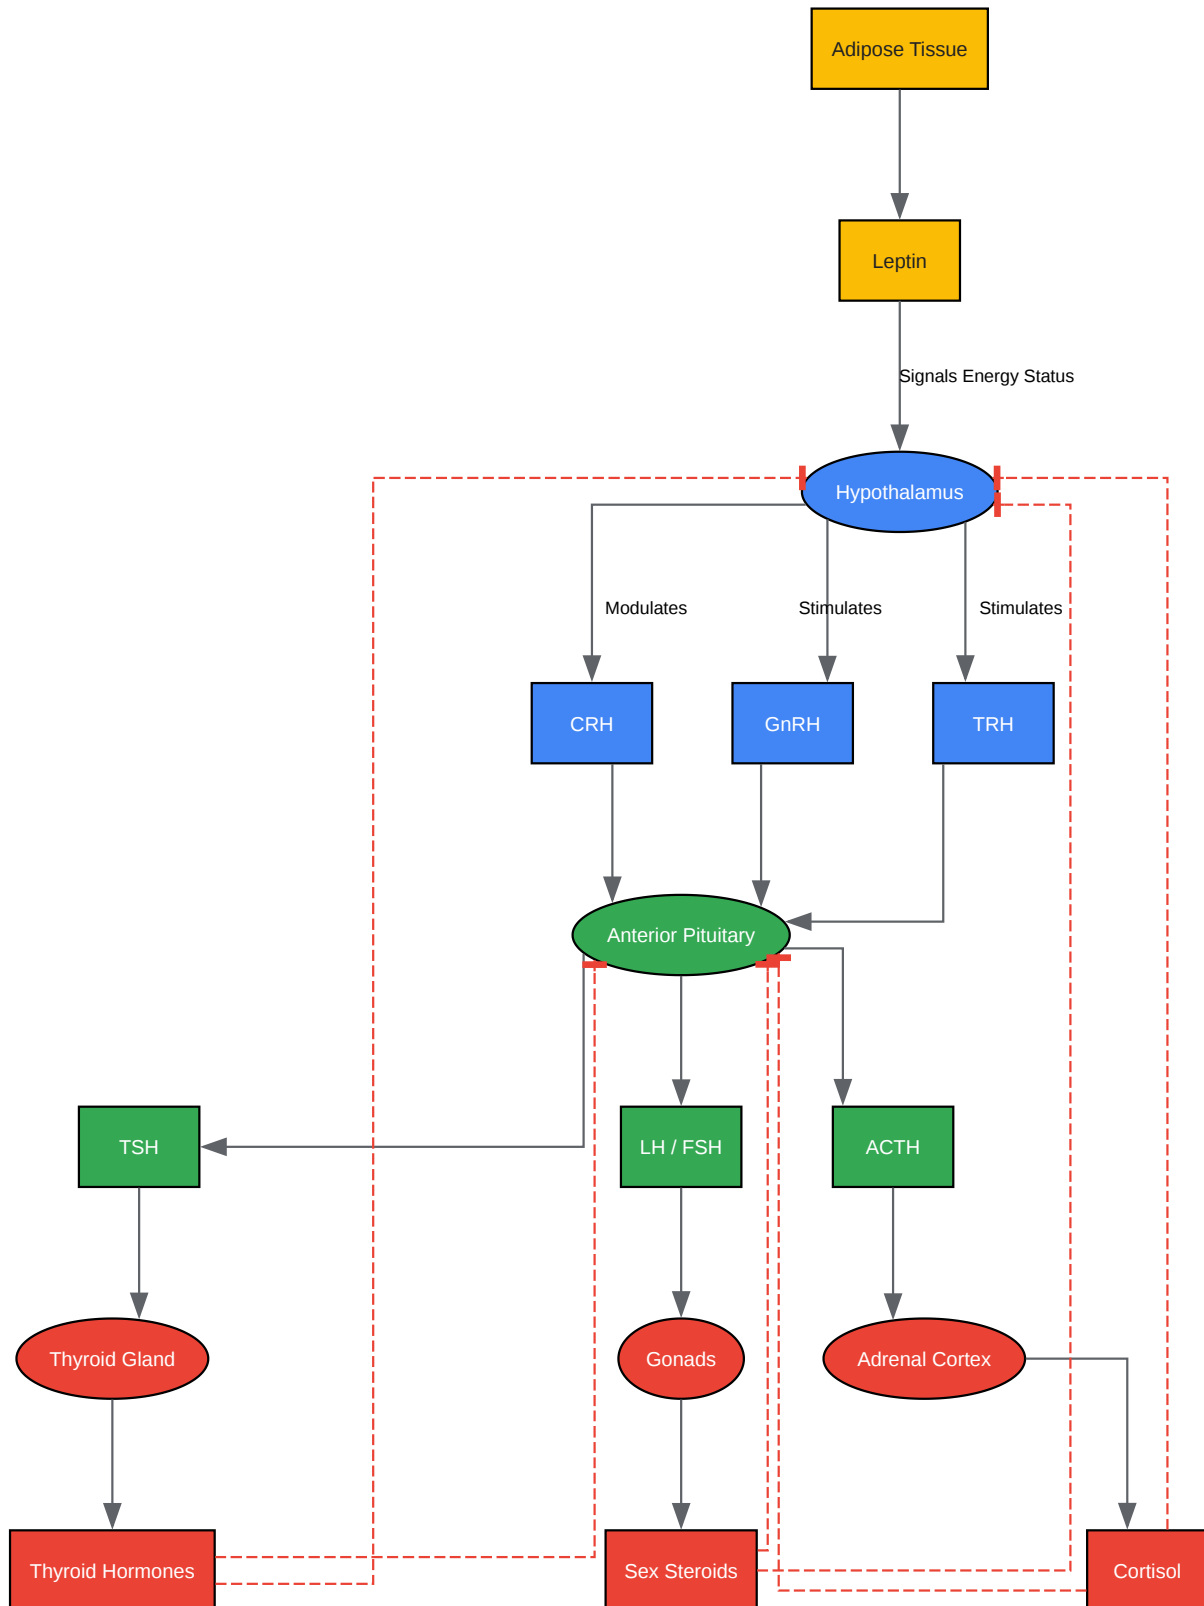 Adipose Tissue
Leptin
Signals Energy Status
Hypothalamus
Modulates
Stimulates
Stimulates
CRH
GnRH
TRH
Anterior Pituitary
TSH
LH / FSH
ACTH
Thyroid Gland
Gonads
Adrenal Cortex
Thyroid Hormones
Sex Steroids
Cortisol